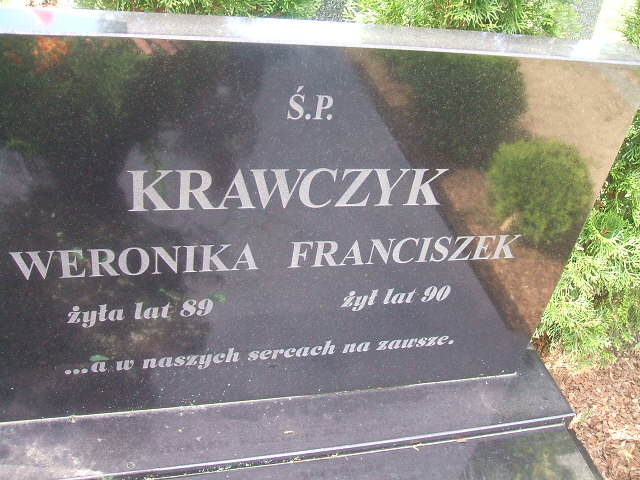 Ś.P.
KRAWCZYK
WERONIKA FRANCISZEK
żyła lat 89 żył lat 90
...a w naszych sercach na zawsze.